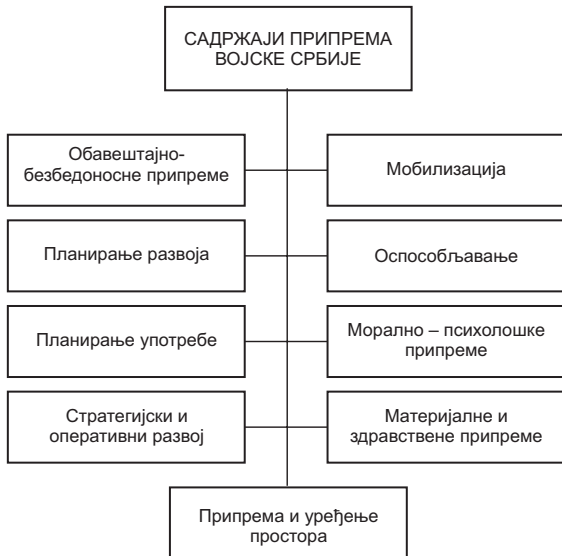 САДРЖАЈИ ПРИПРЕМА
ВОЈСКЕ СРБИЈЕ
Обавештајно-
безбедоносне припреме
Мобилизација
Планирање развоја
Оспособљавање
Планирање употребе
Морално – психолошке
припреме
Стратегијски и
оперативни развој
Материјалне и
здравствене припреме
Припрема и уређење
простора